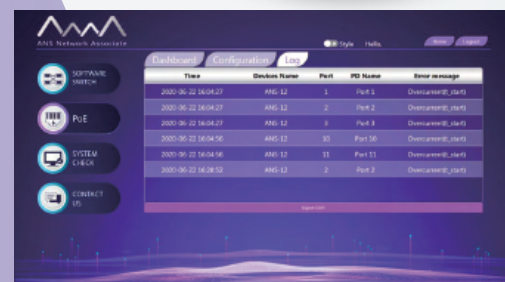 ANS Network Associate
Style Hello, Home Logout
Dashboard Configuration Log
SOFTWARE
SWITCH
PoE
SYSTEM
CHECK
CONTACT
US
Time Devices Name Port PD Name Error message
2020-06-22 16:04:27 ANS-12 1 Port 1 Overcurrent(t_start)
2020-06-22 16:04:27 ANS-12 2 Port 2 Overcurrent(t_start)
2020-06-22 16:04:27 ANS-12 3 Port 3 Overcurrent(t_start)
2020-06-22 16:04:56 ANS-12 10 Port 10 Overcurrent(t_start)
2020-06-22 16:04:56 ANS-12 11 Port 11 Overcurrent(t_start)
2020-06-22 16:28:52 ANS-12 2 Port 2 Overcurrent(t_start)